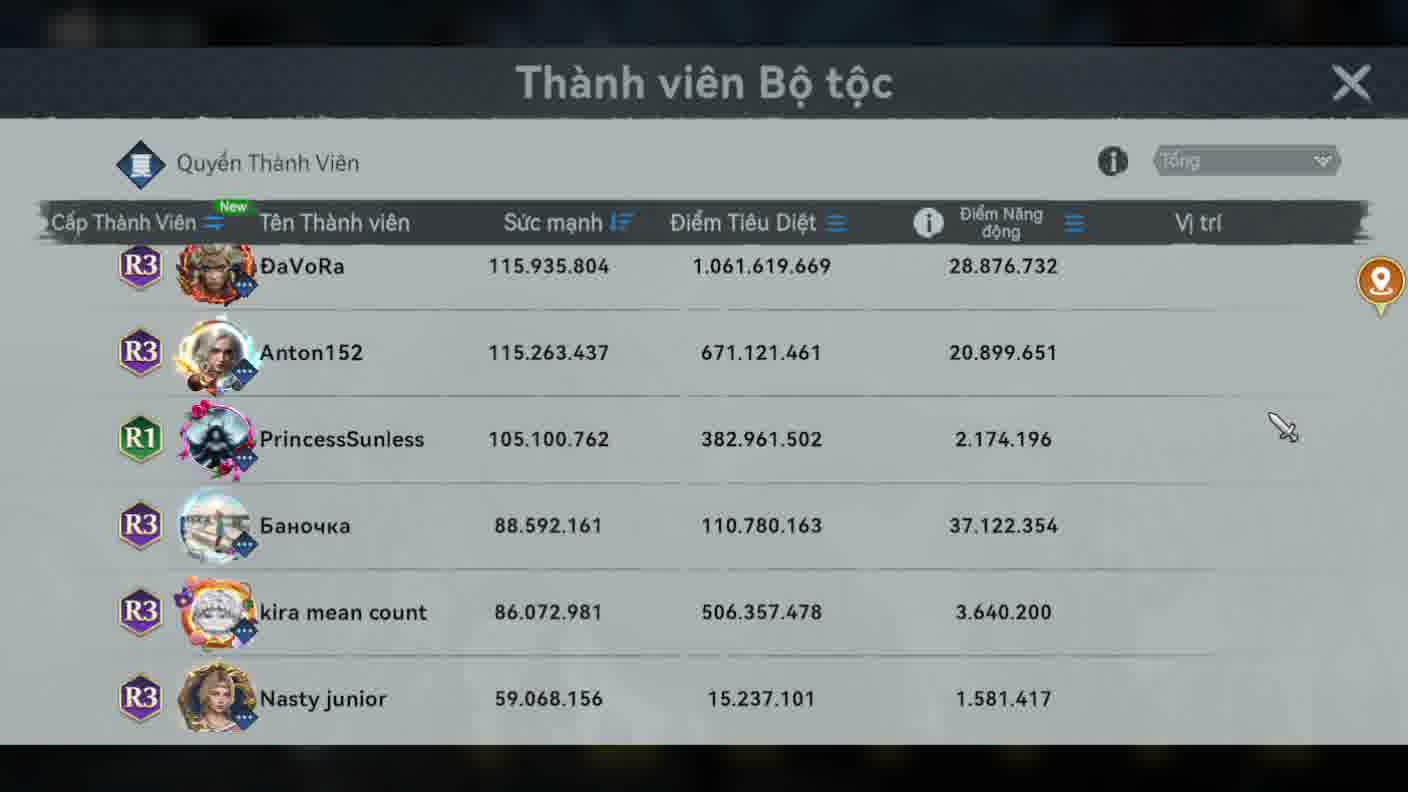 Thành viên Bộ tộc
Quyển Thành Viên
Tổng
New
Cấp Thành Viên Tên Thành viên Sức mạnh Điểm Tiêu Diệt Điểm Năng động Vị trí
R3 ĐaVoRa 115.935.804 1.061.619.669 28.876.732
R3 Anton152 115.263.437 671.121.461 20.899.651
R1 PrincessSunless 105.100.762 382.961.502 2.174.196
R3 Баночка 88.592.161 110.780.163 37.122.354
R3 kira mean count 86.072.981 506.357.478 3.640.200
R3 Nasty junior 59.068.156 15.237.101 1.581.417